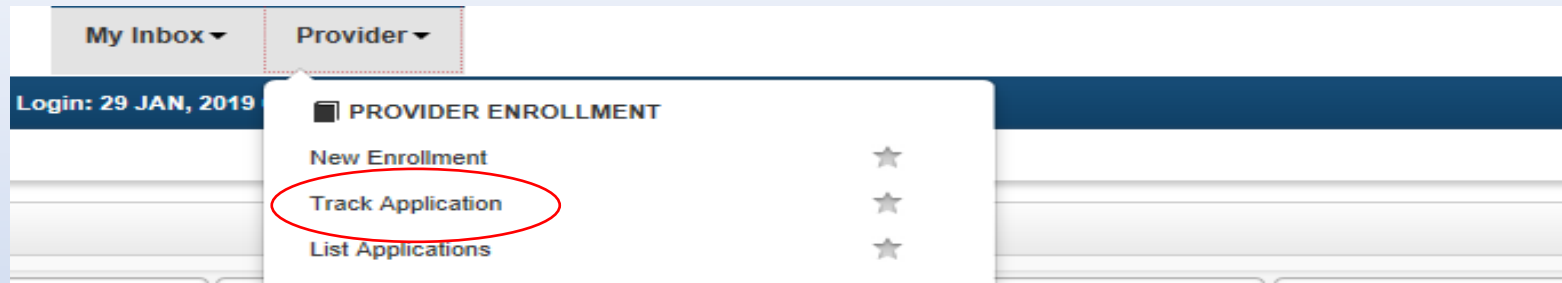 My Inbox Provider
Login: 29 JAN, 2019
PROVIDER ENROLLMENT
New Enrollment
Track Application
List Applications